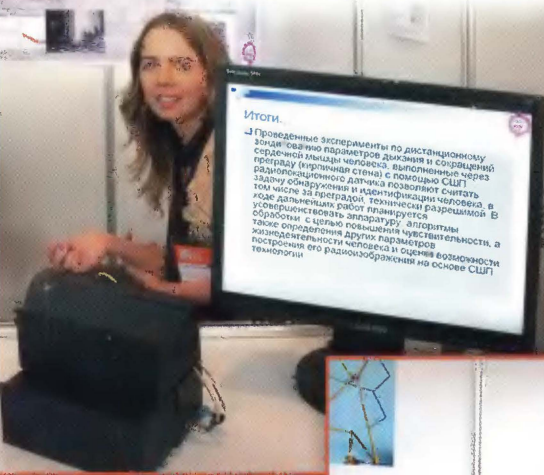 Итоги.
Проведенные эксперименты по дистанционному
зондированию параметров дыхания и сокращений
сердечной мышцы человека, выполненные через
преграду (кирпичная стена) с помощью СШП
радиолокационного датчика позволяют считать
задачу обнаружения и идентификации человека, в
том числе за преградой, технически разрешимой. В
ходе дальнейших работ планируется
усовершенствовать аппаратуру, алгоритмы
обработки с целью повышения чувствительности, а
также определения других параметров
жизнедеятельности человека и оценке возможности
построения его радиоизображения на основе СШП
технологии